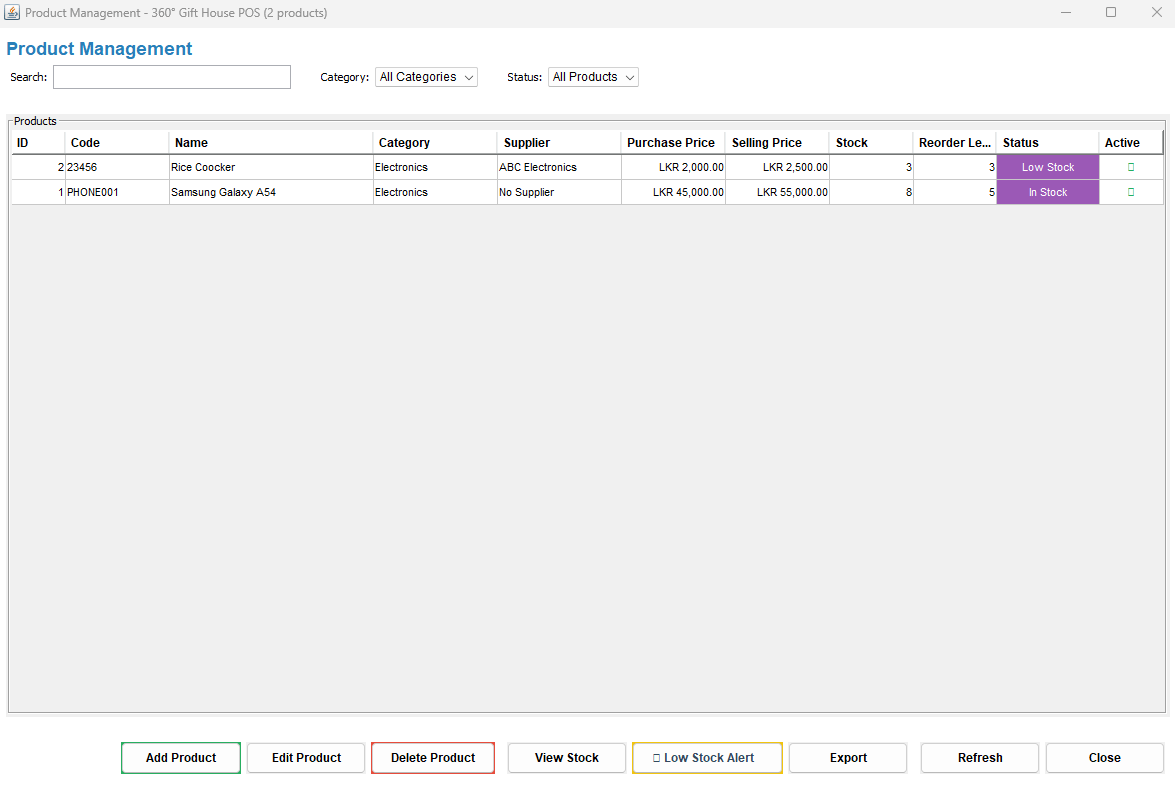 Product Management - 360° Gift House POS (2 products)
Product Management
Search: Category: All Categories Status: All Products
Products
ID Code Name Category Supplier Purchase Price Selling Price Stock Reorder Le... Status Active
2 23456 Rice Coocker Electronics ABC Electronics LKR 2,000.00 LKR 2,500.00 3 3 Low Stock
1 PHONE001 Samsung Galaxy A54 Electronics No Supplier LKR 45,000.00 LKR 55,000.00 8 5 In Stock
Add Product Edit Product Delete Product View Stock Low Stock Alert Export Refresh Close